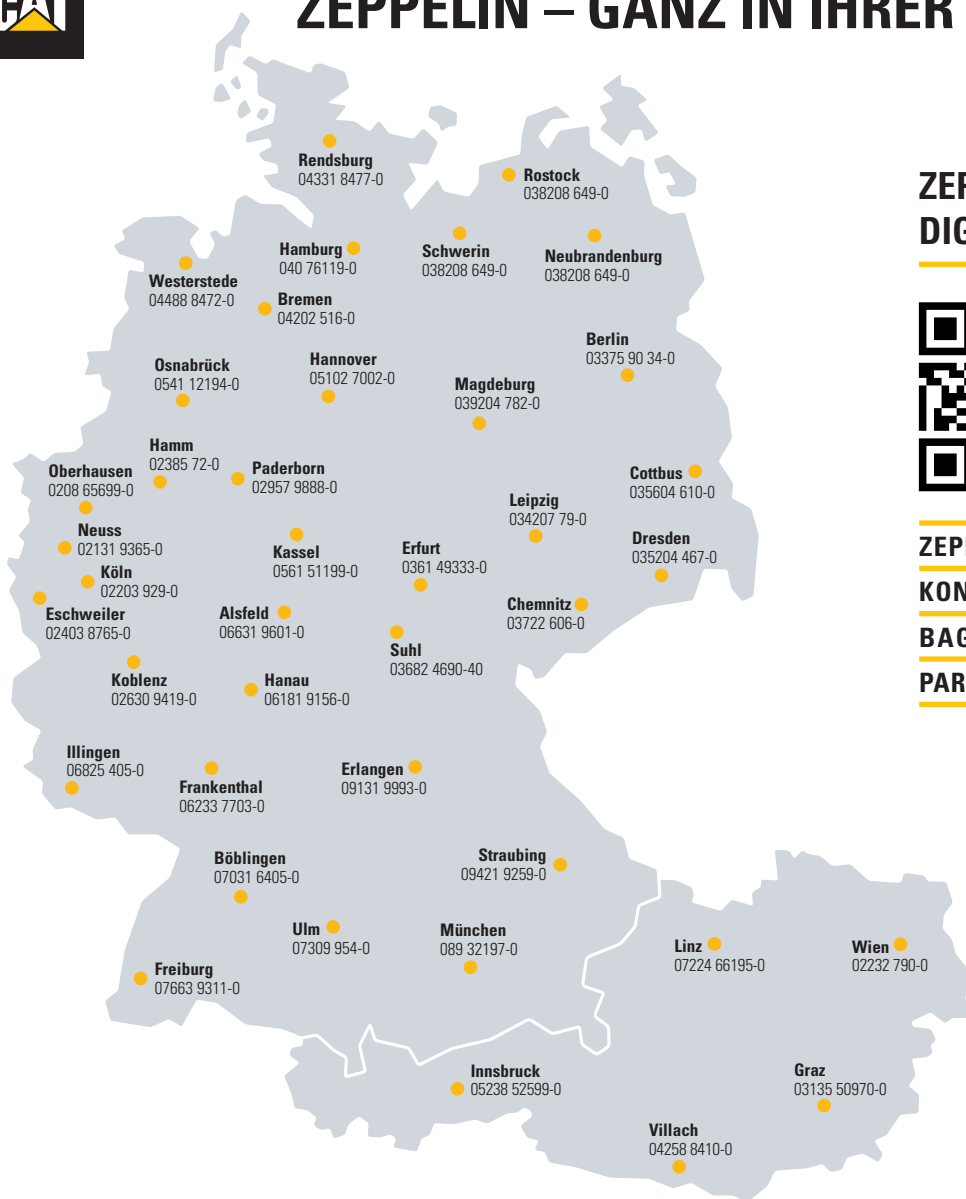 CAT
ZEPPELIN – GANZ IN IHRER
Rendsburg
04331 8477-0
Rostock
038208 649-0
Hamburg
040 76119-0
Schwerin
038208 649-0
Neubrandenburg
038208 649-0
Westerstede
04488 8472-0
Bremen
04202 516-0
Berlin
03375 90 34-0
Osnabrück
0541 12194-0
Hannover
05102 7002-0
Magdeburg
039204 782-0
Hamm
02385 72-0
Oberhausen
0208 65699-0
Paderborn
02957 9888-0
Cottbus
035604 610-0
Leipzig
034207 79-0
Neuss
02131 9365-0
Kassel
0561 51199-0
Erfurt
0361 49333-0
Dresden
035204 467-0
Köln
02203 929-0
Eschweiler
02403 8765-0
Alsfeld
06631 9601-0
Chemnitz
03722 606-0
Suhl
03682 4690-40
Koblenz
02630 9419-0
Hanau
06181 9156-0
Illingen
06825 405-0
Frankenthal
06233 7703-0
Erlangen
09131 9993-0
Böblingen
07031 6405-0
Straubing
09421 9259-0
Ulm
07309 954-0
München
089 32197-0
Freiburg
07663 9311-0
Linz
07224 66195-0
Wien
02232 790-0
Innsbruck
05238 52599-0
Graz
03135 50970-0
Villach
04258 8410-0
ZEP
DIG
ZEP
KON
BAG
PAR